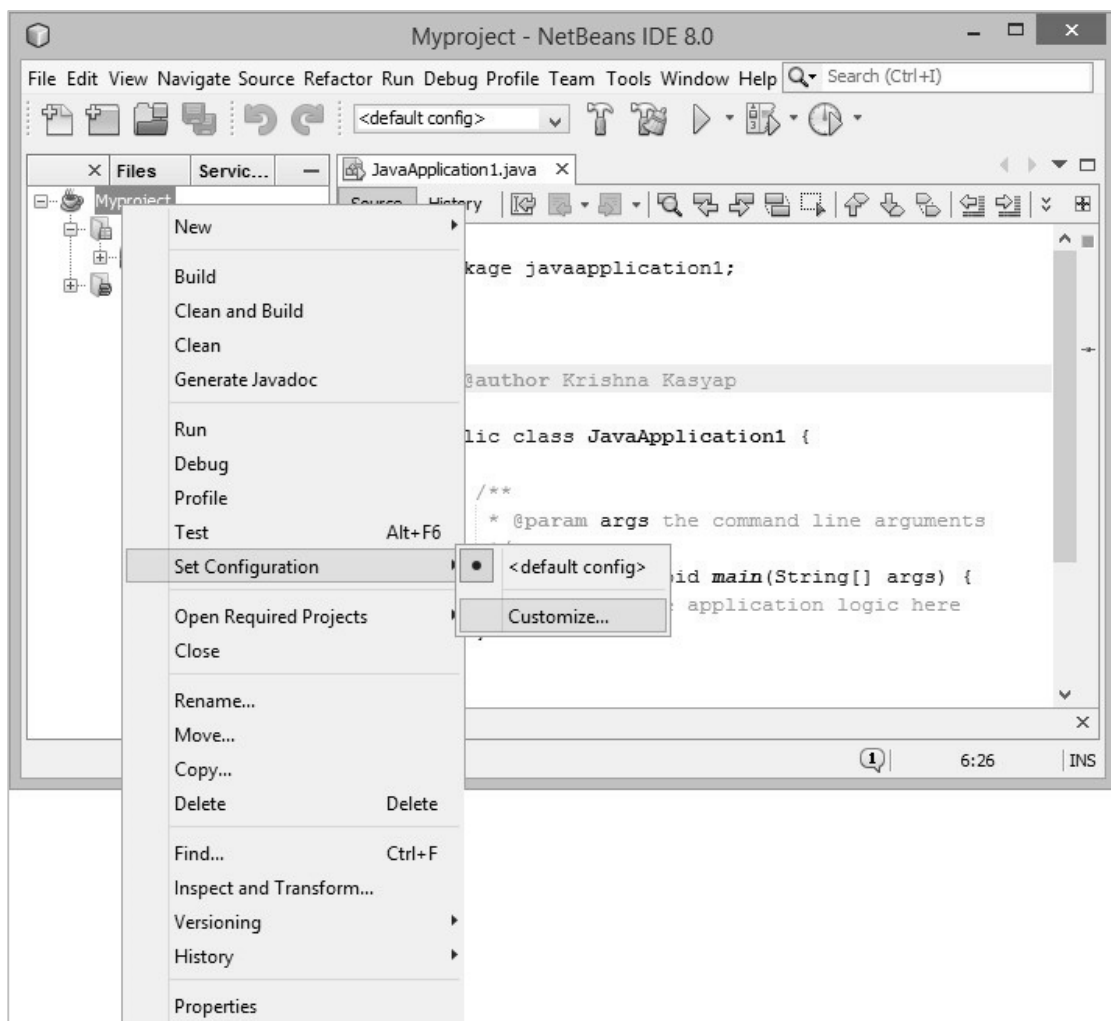 Myproject - NetBeans IDE 8.0
File Edit View Navigate Source Refactor Run Debug Profile Team Tools Window Help Search (Ctrl+I)
<default config>
Files Servic... JavaApplication1.java
Myproject Source History
New
kage javaapplication1;
Build
Clean and Build
Clean
Generate Javadoc
@author Krishna Kasyap
Run
lic class JavaApplication1 {
Debug
Profile
/**
* @param args the command line arguments
Test Alt+F6
Set Configuration
<default config>
id main(String[] args) {
Customize...
application logic here
Open Required Projects
Close
Rename...
Move...
Copy...
Delete Delete
1 6:26 INS
Find... Ctrl+F
Inspect and Transform...
Versioning
History
Properties